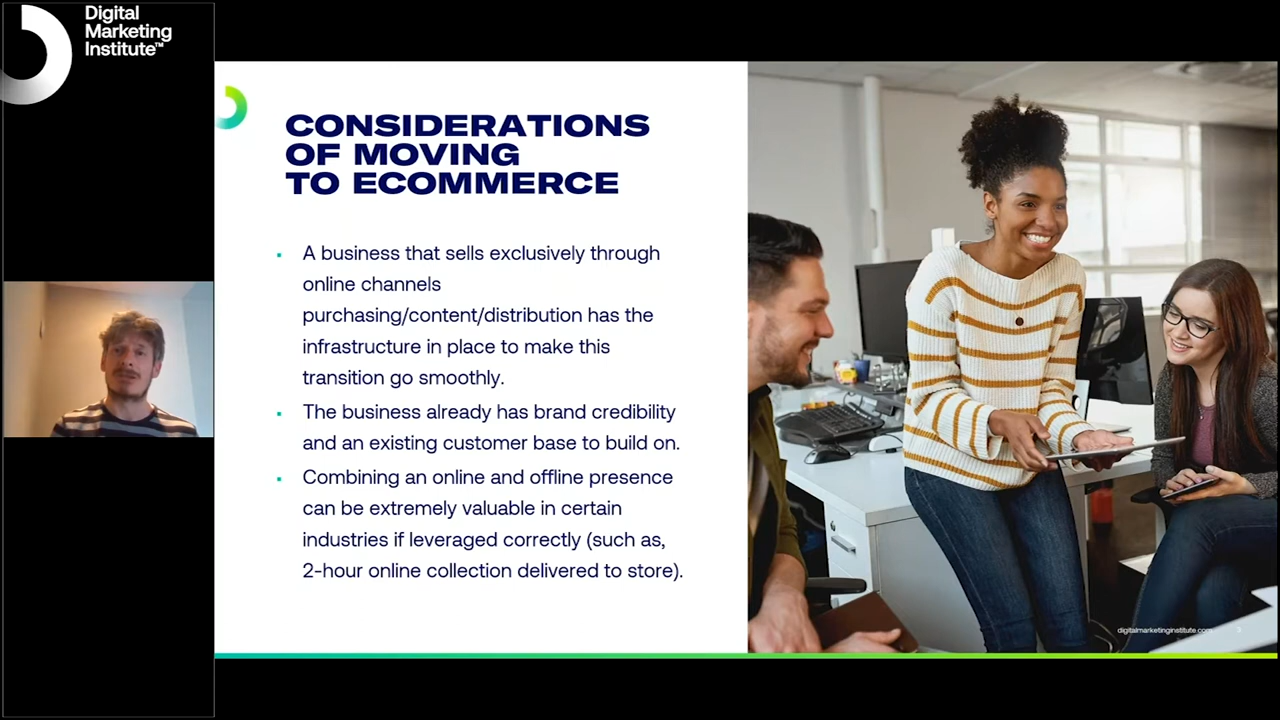 Digital
Marketing
Institute™
CONSIDERATIONS
OF MOVING
TO ECOMMERCE
A business that sells exclusively through
online channels
purchasing/content/distribution has the
infrastructure in place to make this
transition go smoothly.
The business already has brand credibility
and an existing customer base to build on.
Combining an online and offline presence
can be extremely valuable in certain
industries if leveraged correctly (such as,
2-hour online collection delivered to store).
digitalmarketinginstitute.com